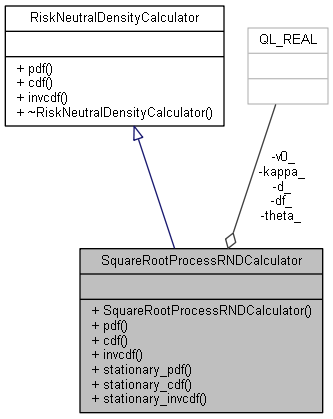 RiskNeutralDensityCalculator
+ pdf()
+ cdf()
+ invcdf()
+ ~RiskNeutralDensityCalculator()
QL_REAL
-v0_
-kappa_
-d_
-df_
-theta_
SquareRootProcessRNDCalculator
+ SquareRootProcessRNDCalculator()
+ pdf()
+ cdf()
+ invcdf()
+ stationary_pdf()
+ stationary_cdf()
+ stationary_invcdf()